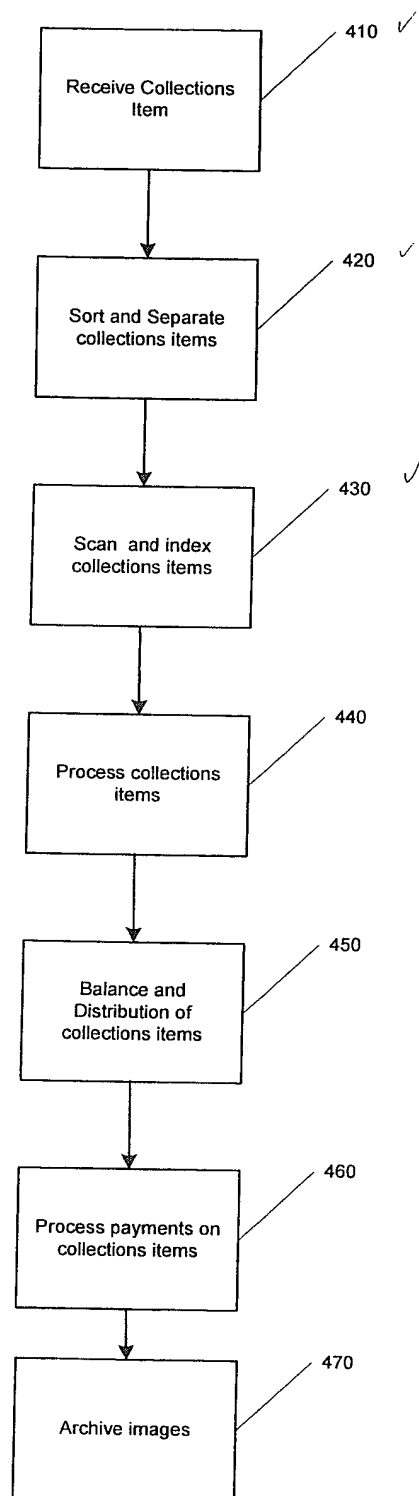 410 ✓
Receive Collections
Item
420 ✓
Sort and Separate
collections items
430 ✓
Scan and index
collections items
440
Process collections
items
450
Balance and
Distribution of
collections items
460
Process payments on
collections items
470
Archive images